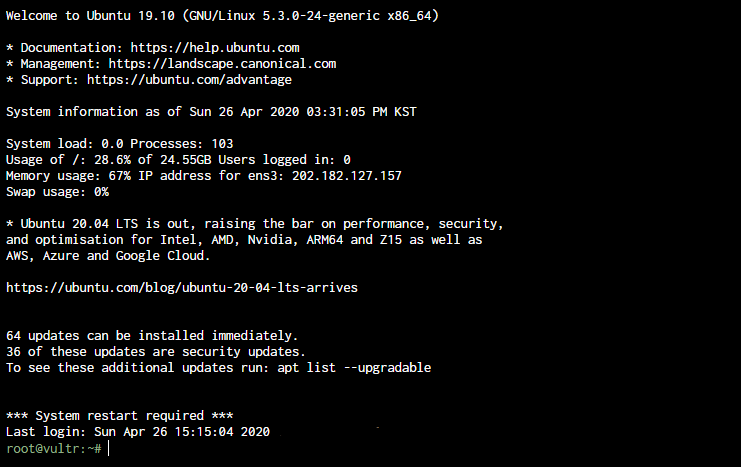 Welcome to Ubuntu 19.10 (GNU/Linux 5.3.0-24-generic x86_64)
* Documentation: https://help.ubuntu.com
* Management: https://landscape.canonical.com
* Support: https://ubuntu.com/advantage
System information as of Sun 26 Apr 2020 03:31:05 PM KST
System load: 0.0 Processes: 103
Usage of /: 28.6% of 24.55GB Users logged in: 0
Memory usage: 67% IP address for ens3: 202.182.127.157
Swap usage: 0%
* Ubuntu 20.04 LTS is out, raising the bar on performance, security,
and optimisation for Intel, AMD, Nvidia, ARM64 and Z15 as well as
AWS, Azure and Google Cloud.
https://ubuntu.com/blog/ubuntu-20-04-lts-arrives
64 updates can be installed immediately.
36 of these updates are security updates.
To see these additional updates run: apt list --upgradable
*** System restart required ***
Last login: Sun Apr 26 15:15:04 2020
root@vultr:~#